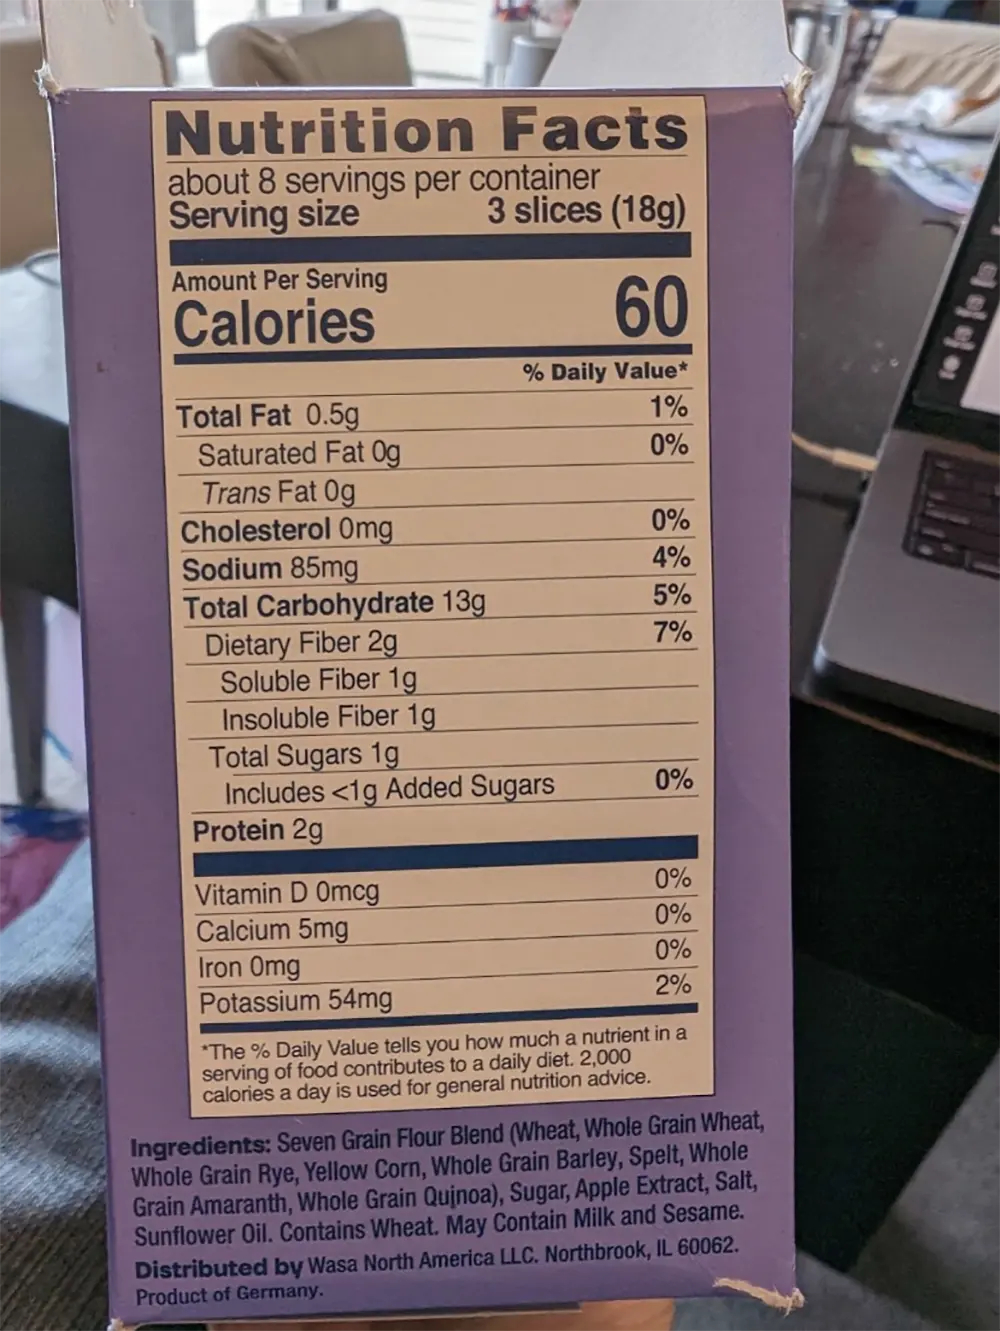 Nutrition Facts
about 8 servings per container
Serving size 3 slices (18g)
Amount Per Serving
Calories 60
% Daily Value*
Total Fat 0.5g 1%
Saturated Fat 0g 0%
Trans Fat 0g
Cholesterol 0mg 0%
Sodium 85mg 4%
Total Carbohydrate 13g 5%
Dietary Fiber 2g 7%
Soluble Fiber 1g
Insoluble Fiber 1g
Total Sugars 1g
Includes <1g Added Sugars 0%
Protein 2g
Vitamin D 0mcg 0%
Calcium 5mg 0%
Iron 0mg 0%
Potassium 54mg 2%
*The % Daily Value tells you how much a nutrient in a
serving of food contributes to a daily diet. 2,000
calories a day is used for general nutrition advice.
Ingredients: Seven Grain Flour Blend (Wheat, Whole Grain Wheat,
Whole Grain Rye, Yellow Corn, Whole Grain Barley, Spelt, Whole
Grain Amaranth, Whole Grain Quinoa), Sugar, Apple Extract, Salt,
Sunflower Oil. Contains Wheat. May Contain Milk and Sesame.
Distributed by Wasa North America LLC. Northbrook, IL 60062.
Product of Germany.